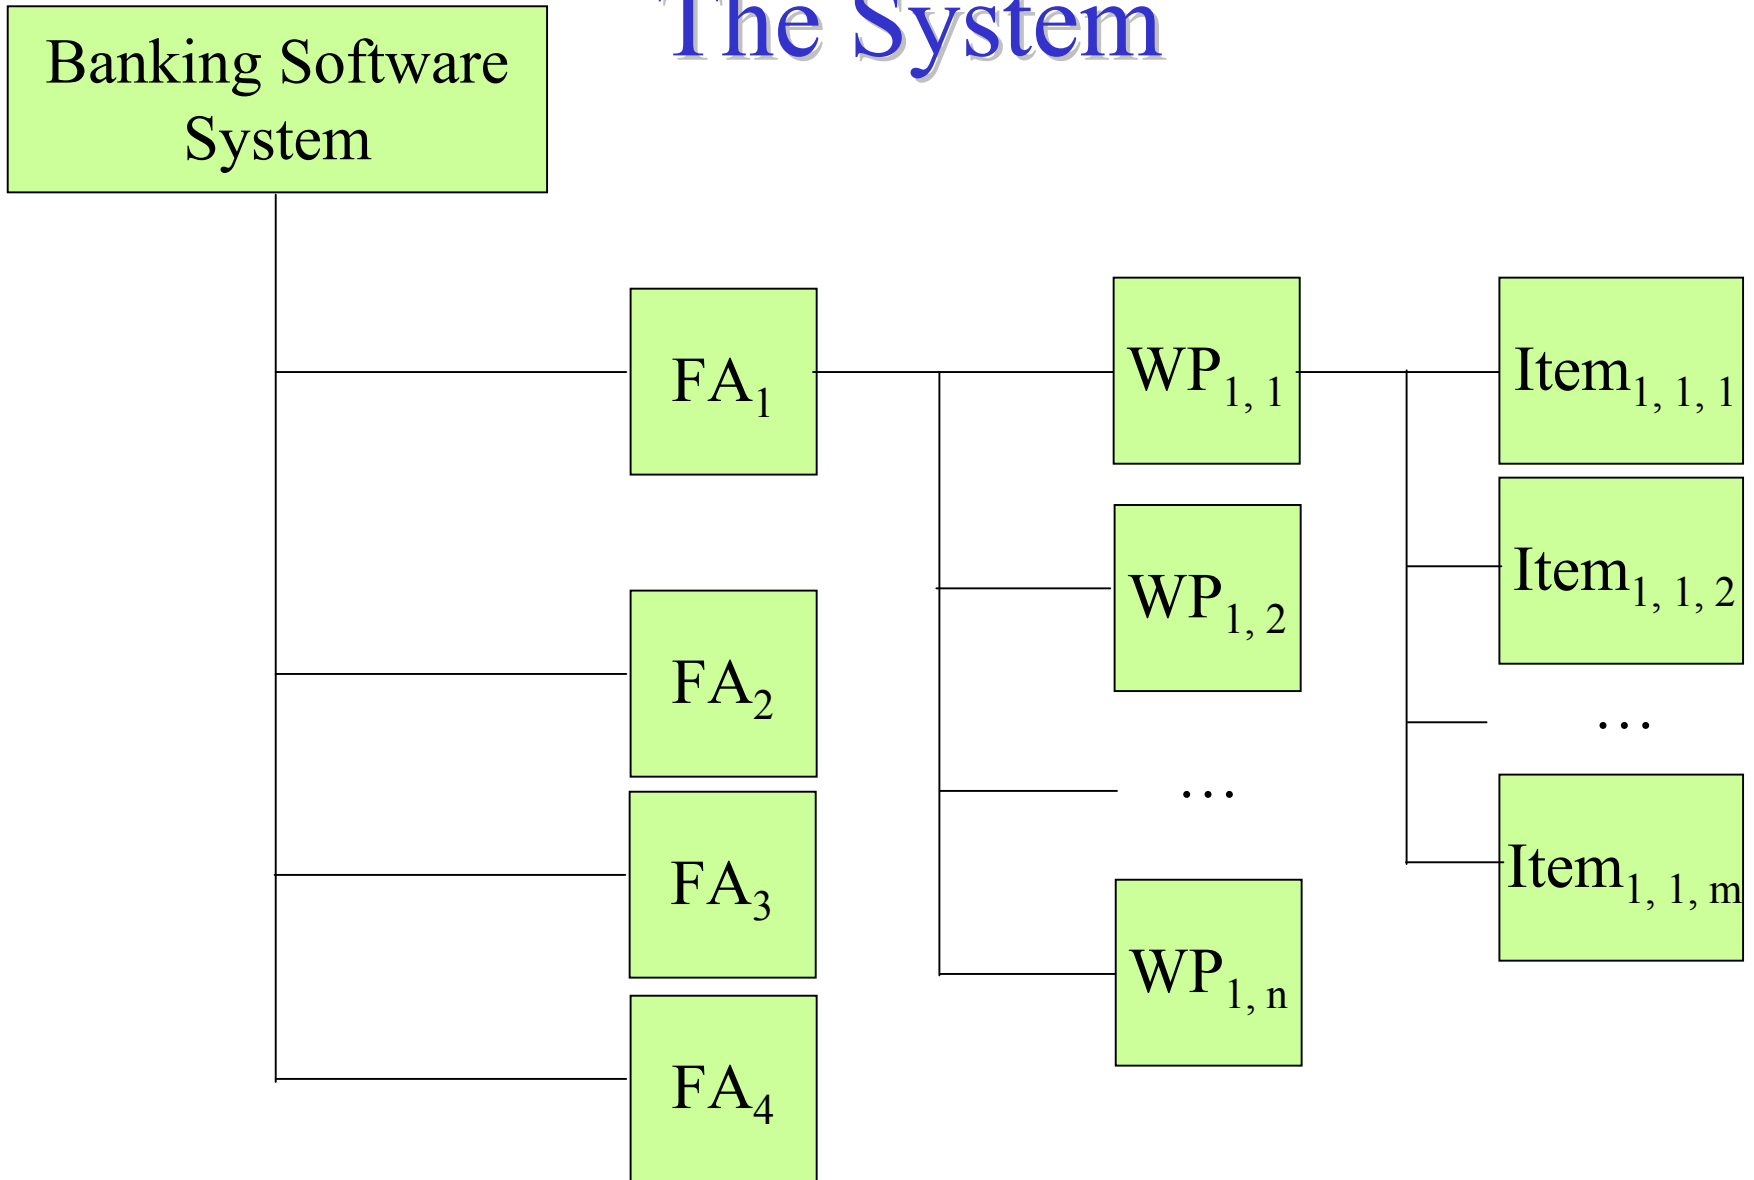 The System
Banking Software
System
FA1
WP1, 1
Item1, 1, 1
WP1, 2
Item1, 1, 2
FA2
…
…
FA3
Item1, 1, m
WP1, n
FA4